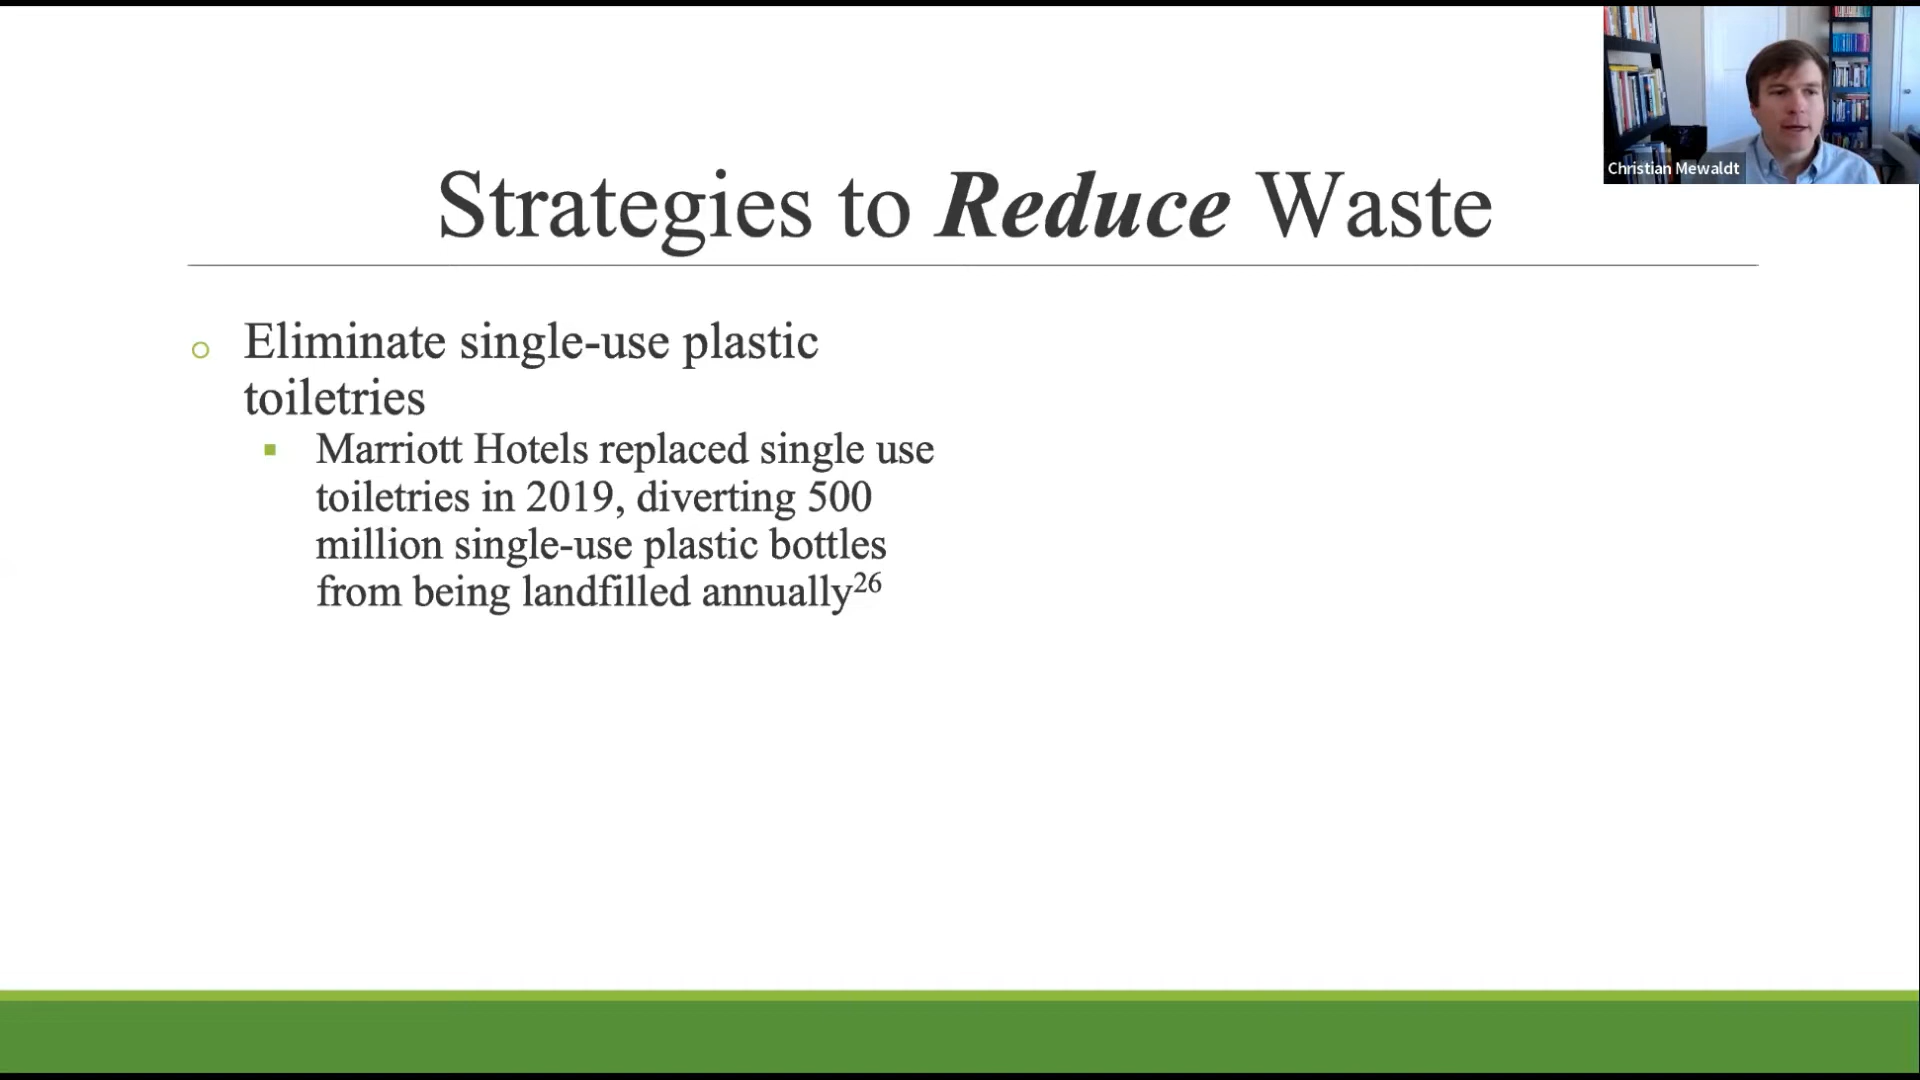 Christian Mewaldt
Strategies to Reduce Waste
Eliminate single-use plastic
toiletries
Marriott Hotels replaced single use
toiletries in 2019, diverting 500
million single-use plastic bottles
from being landfilled annually26